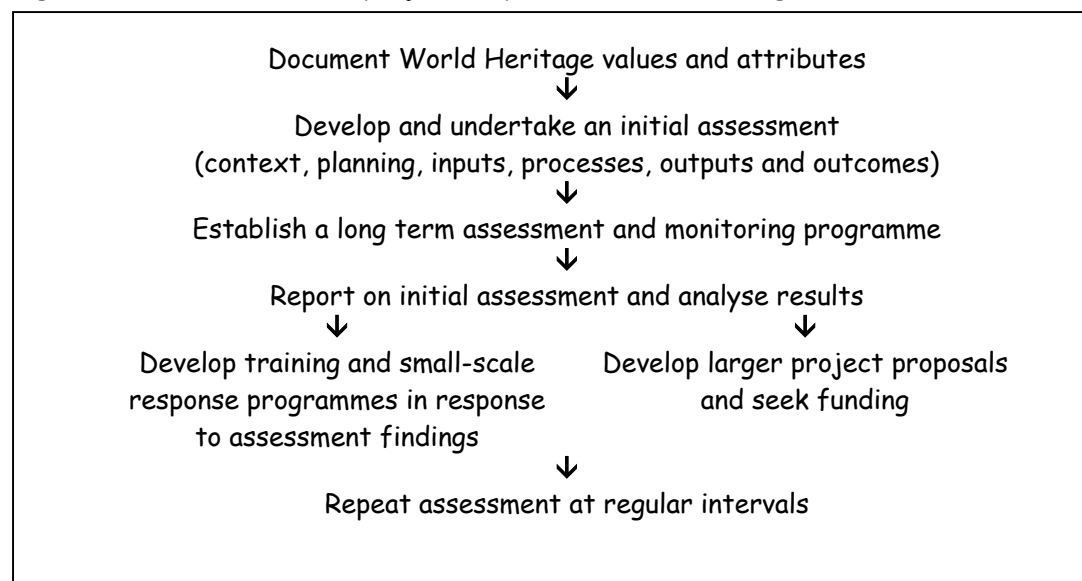 Document World Heritage values and attributes
Develop and undertake an initial assessment
(context, planning, inputs, processes, outputs and outcomes)
Establish a long term assessment and monitoring programme
Report on initial assessment and analyse results
Develop training and small-scale
response programmes in response
to assessment findings
Develop larger project proposals
and seek funding
Repeat assessment at regular intervals